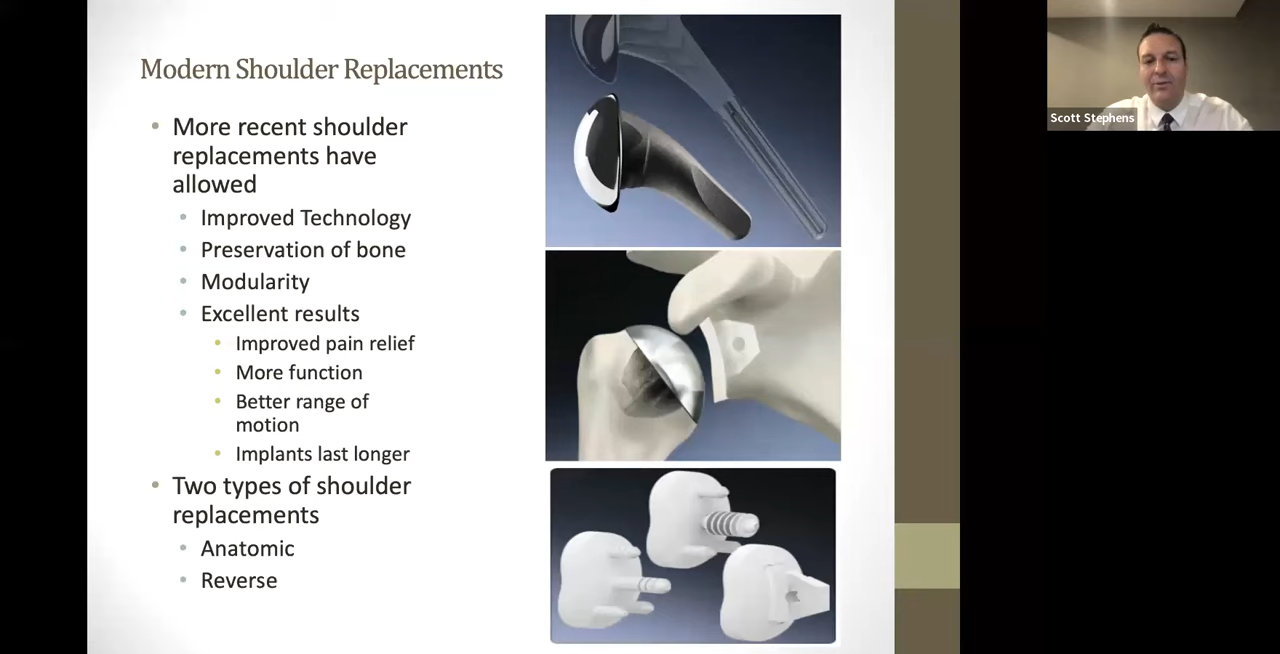 Modern Shoulder Replacements
• More recent shoulder
replacements have
allowed
• Improved Technology
• Preservation of bone
• Modularity
• Excellent results
• Improved pain relief
• More function
• Better range of
motion
• Implants last longer
• Two types of shoulder
replacements
• Anatomic
• Reverse
Scott Stephens